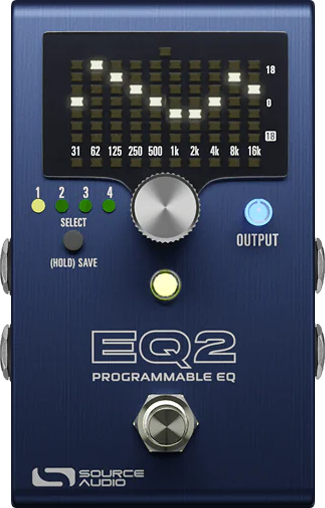 18
0
18
31 62 125 250 500 1k 2k 4k 8k 16k
1 2 3 4
SELECT
(HOLD) SAVE
OUTPUT
EQ2
PROGRAMMABLE EQ
SOURCE
AUDIO